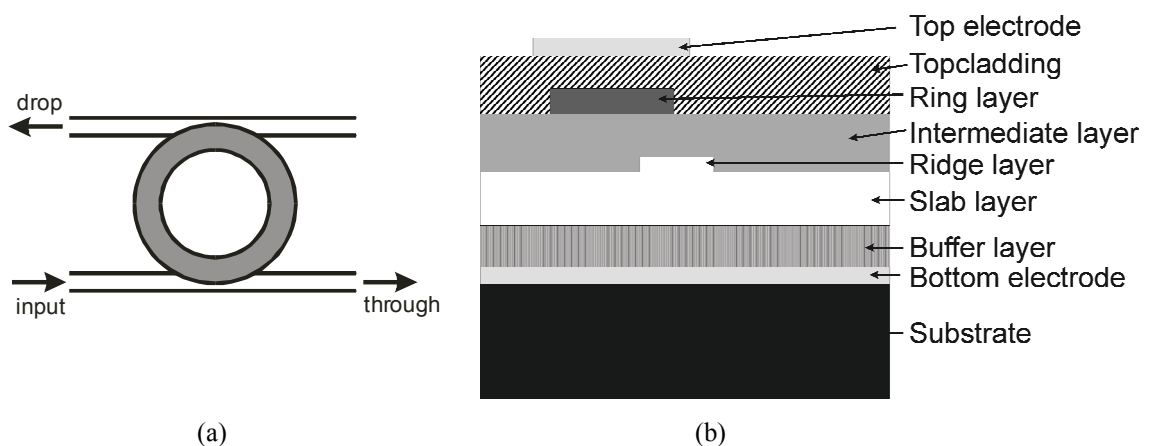 drop
input
through
(a)
Top electrode
Topcladding
Ring layer
Intermediate layer
Ridge layer
Slab layer
Buffer layer
Bottom electrode
Substrate
(b)